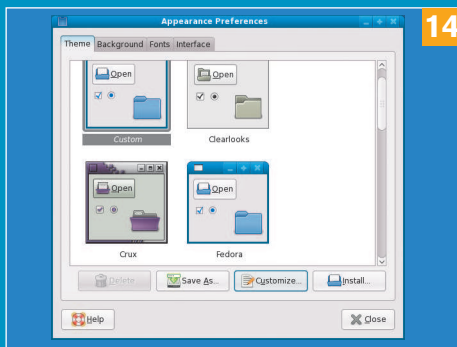 14
Appearance Preferences
Theme Background Fonts Interface
Open Open
Custom Clearlooks
Open Open
Crux Fedora
Delete Save As... Customize... Install...
Help Close